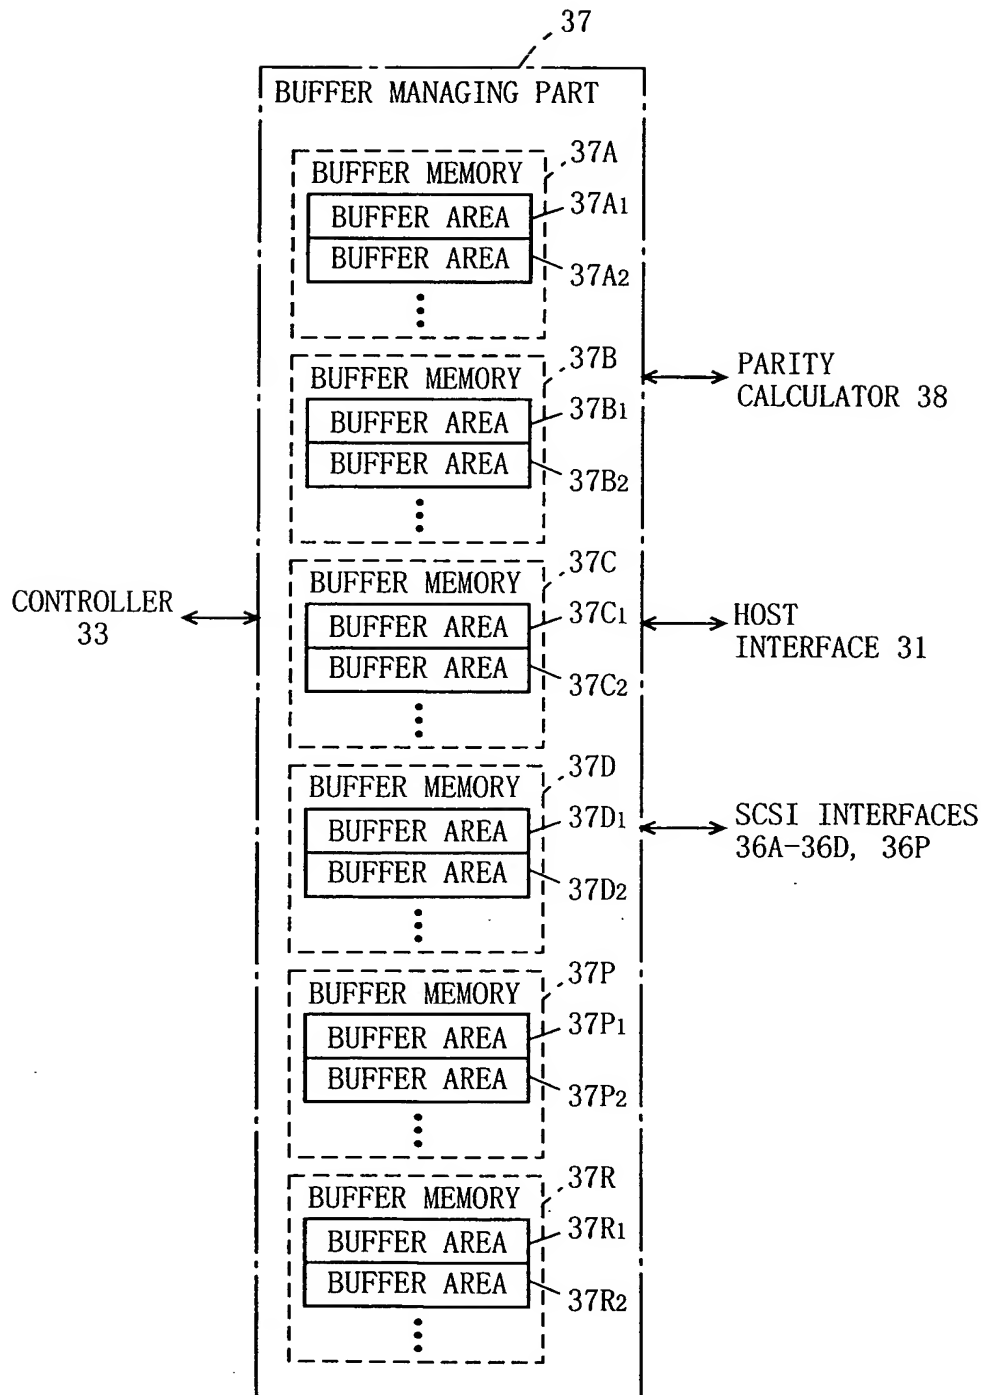 37
BUFFER MANAGING PART
BUFFER MEMORY
37A
BUFFER AREA
37A1
BUFFER AREA
37A2
BUFFER MEMORY
37B
BUFFER AREA
37B1
BUFFER AREA
37B2
PARITY
CALCULATOR 38
BUFFER MEMORY
37C
BUFFER AREA
37C1
BUFFER AREA
37C2
CONTROLLER
33
HOST
INTERFACE 31
BUFFER MEMORY
37D
BUFFER AREA
37D1
BUFFER AREA
37D2
SCSI INTERFACES
36A-36D, 36P
BUFFER MEMORY
37P
BUFFER AREA
37P1
BUFFER AREA
37P2
BUFFER MEMORY
37R
BUFFER AREA
37R1
BUFFER AREA
37R2